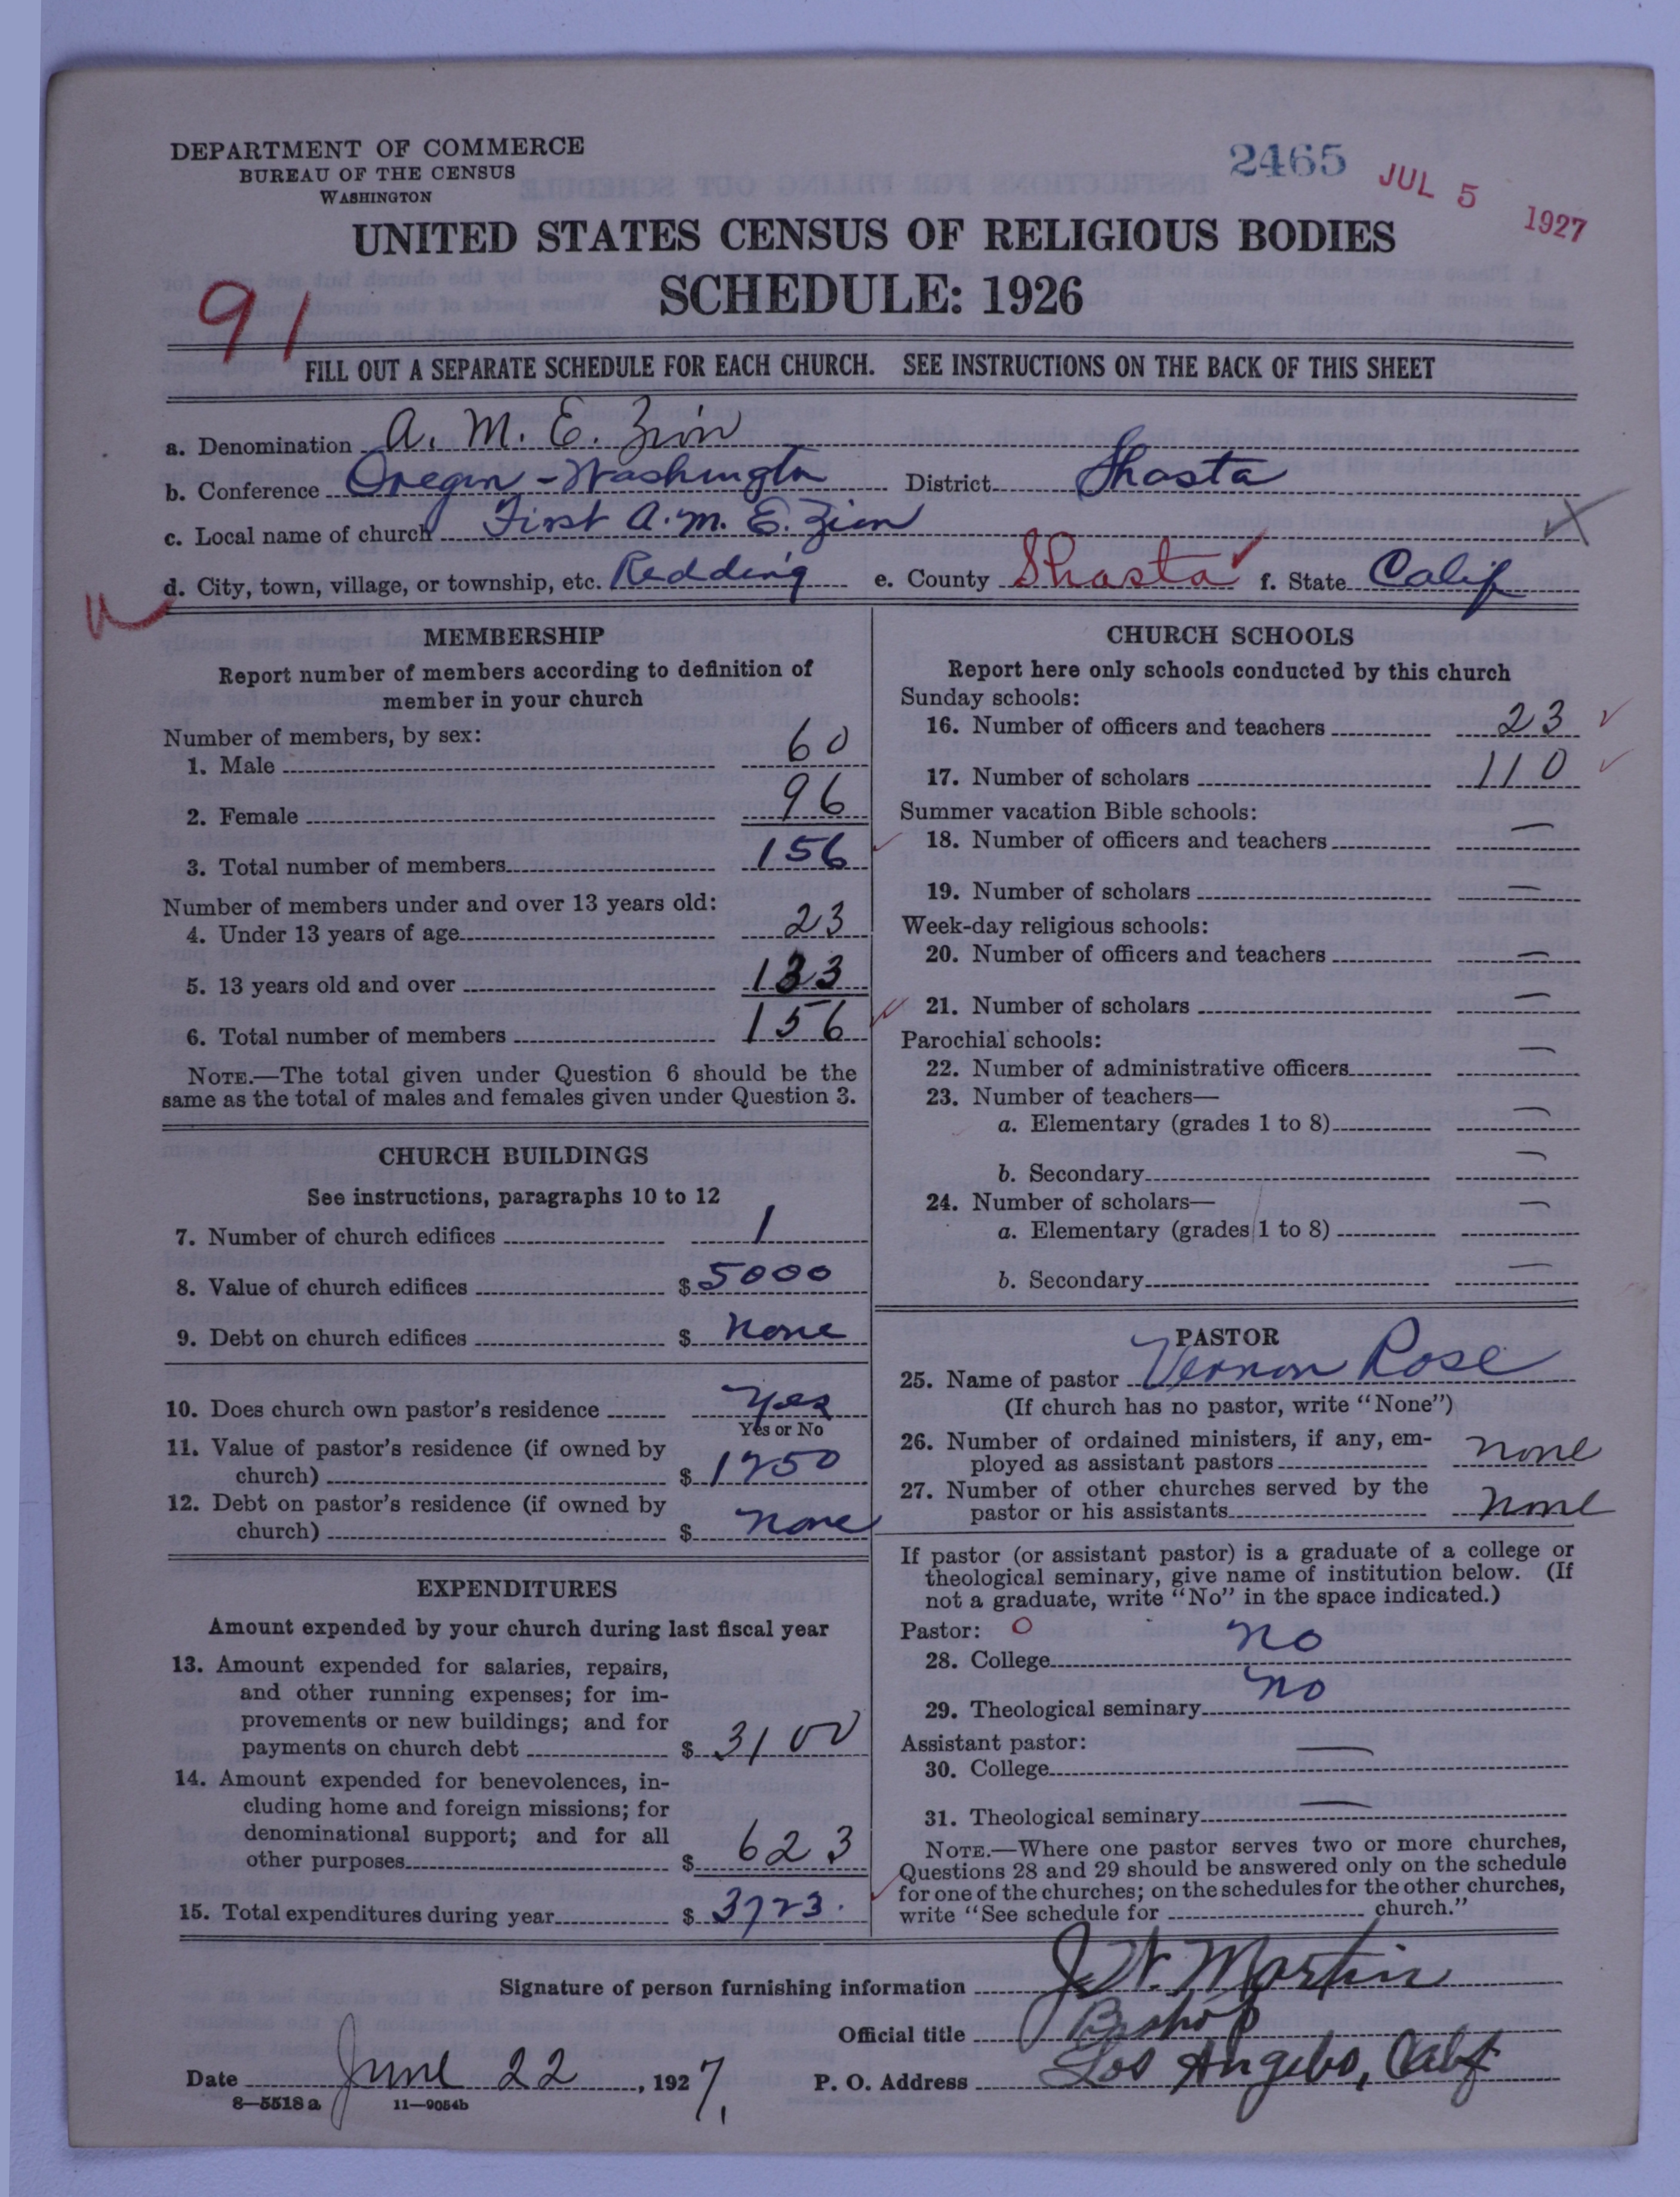 DEPARTMENT OF COMMERCE
BUREAU OF THE CENSUS
WASHINGTON
2465
JUL 5 1927
UNITED STATES CENSUS OF RELIGIOUS BODIES
SCHEDULE: 1926
91
FILL OUT A SEPARATE SCHEDULE FOR EACH CHURCH. SEE INSTRUCTIONS ON THE BACK OF THIS SHEET
a. Denomination A. M. E. Zion
b. Conference Oregon - Washington District Shasta
c. Local name of church First A. M. E. Zion
d. City, town, village, or township, etc. Redding e. County Shasta f. State Calif
MEMBERSHIP
Report number of members according to definition of
member in your church
Number of members, by sex:
1. Male 60
2. Female 96
3. Total number of members 156
Number of members under and over 13 years old:
4. Under 13 years of age 23
5. 13 years old and over 133
6. Total number of members 156
NOTE.—The total given under Question 6 should be the
same as the total of males and females given under Question 3.
CHURCH BUILDINGS
See instructions, paragraphs 10 to 12
7. Number of church edifices 1
8. Value of church edifices $ 5000
9. Debt on church edifices $ none
10. Does church own pastor's residence Yes
Yes or No
11. Value of pastor's residence (if owned by
church) $ 1250
12. Debt on pastor's residence (if owned by
church) $ none
EXPENDITURES
Amount expended by your church during last fiscal year
13. Amount expended for salaries, repairs,
and other running expenses; for im-
provements or new buildings; and for
payments on church debt $ 3100
14. Amount expended for benevolences, in-
cluding home and foreign missions; for
denominational support; and for all
other purposes $ 623
15. Total expenditures during year $ 3723.
CHURCH SCHOOLS
Report here only schools conducted by this church
Sunday schools:
16. Number of officers and teachers 23
17. Number of scholars 110
Summer vacation Bible schools:
18. Number of officers and teachers —
19. Number of scholars —
Week-day religious schools:
20. Number of officers and teachers —
21. Number of scholars —
Parochial schools:
22. Number of administrative officers —
23. Number of teachers—
a. Elementary (grades 1 to 8) —
b. Secondary —
24. Number of scholars—
a. Elementary (grades 1 to 8) —
b. Secondary —
PASTOR
25. Name of pastor Vernon Rose
(If church has no pastor, write "None")
26. Number of ordained ministers, if any, em-
ployed as assistant pastors none
27. Number of other churches served by the
pastor or his assistants none
If pastor (or assistant pastor) is a graduate of a college or
theological seminary, give name of institution below. (If
not a graduate, write "No" in the space indicated.)
Pastor: 0
28. College no
29. Theological seminary no
Assistant pastor:
30. College —
31. Theological seminary —
NOTE.—Where one pastor serves two or more churches,
Questions 28 and 29 should be answered only on the schedule
for one of the churches; on the schedules for the other churches,
write "See schedule for church."
Signature of person furnishing information J. W. Martin
Official title Bishop
Date June 22, 1927. P. O. Address Los Angeles, Calif
8—5518a 11—9054b